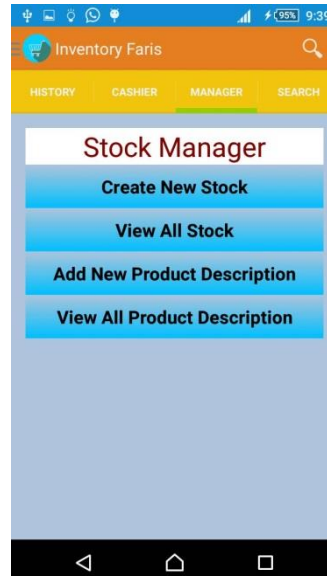 95% 9:39
Inventory Faris
HISTORY CASHIER MANAGER SEARCH
Stock Manager
Create New Stock
View All Stock
Add New Product Description
View All Product Description